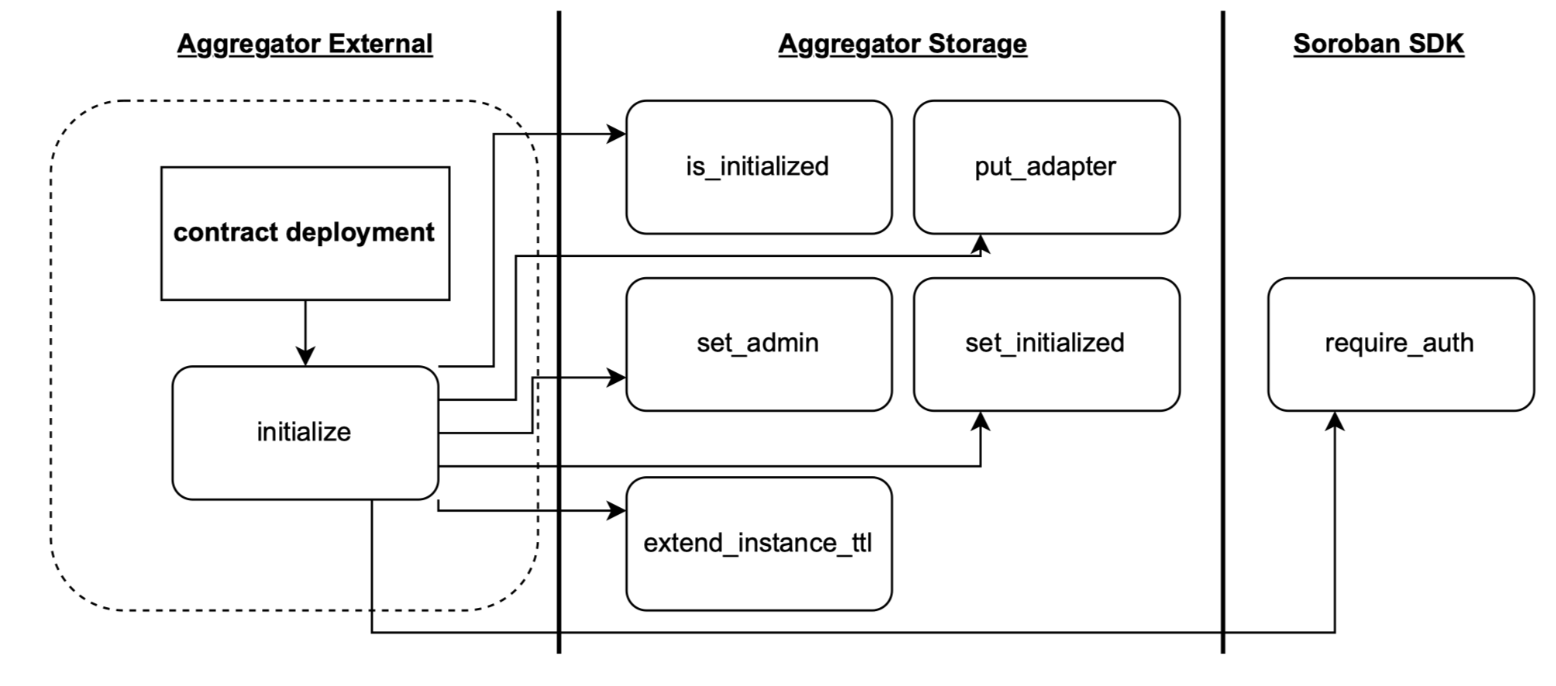 Aggregator External
Aggregator Storage
Soroban SDK
contract deployment
initialize
is_initialized
put_adapter
set_admin
set_initialized
extend_instance_ttl
require_auth